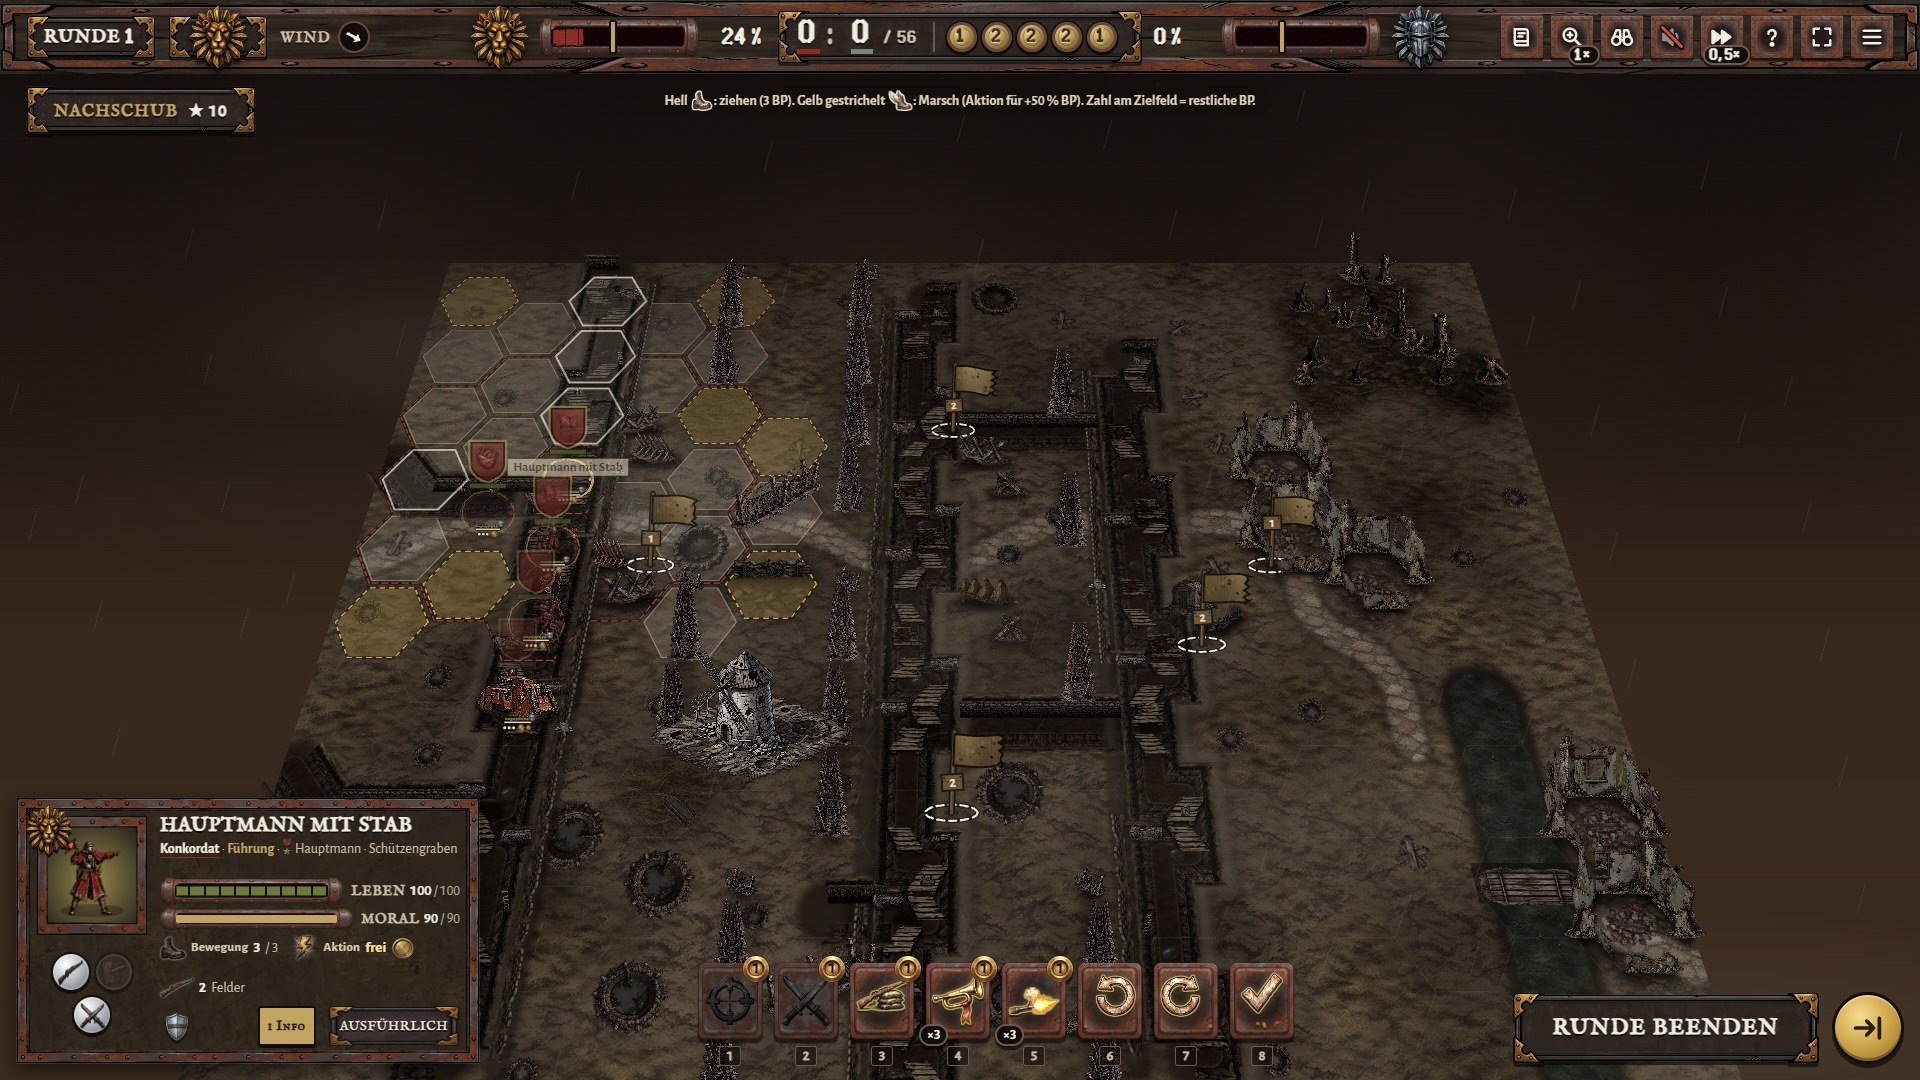 RUNDE 1
WIND
24 %
0 : 0 / 56
1 2 2 2 1
0 %
1×
0,5×
?
NACHSCHUB ★ 10
Hell : ziehen (3 BP). Gelb gestrichelt : Marsch (Aktion für +50 % BP). Zahl am Zielfeld = restliche BP.
2
Hauptmann mit Stab
1
1
2
2
HAUPTMANN MIT STAB
Konkordat · Führung · Hauptmann · Schützengraben
LEBEN 100 / 100
MORAL 90 / 90
Bewegung 3 / 3 Aktion frei
2 Felder
1 INFO
AUSFÜHRLICH
1 1 1 1 1
×3 ×3
1 2 3 4 5 6 7 8
RUNDE BEENDEN